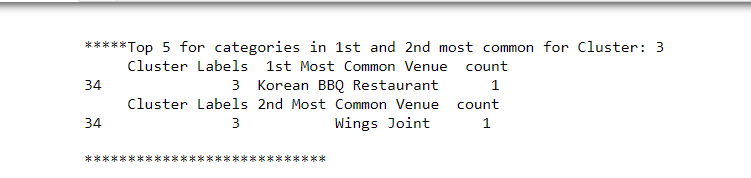 *****Top 5 for categories in 1st and 2nd most common for Cluster: 3
Cluster Labels 1st Most Common Venue count
34 3 Korean BBQ Restaurant 1
Cluster Labels 2nd Most Common Venue count
34 3 Wings Joint 1
****************************